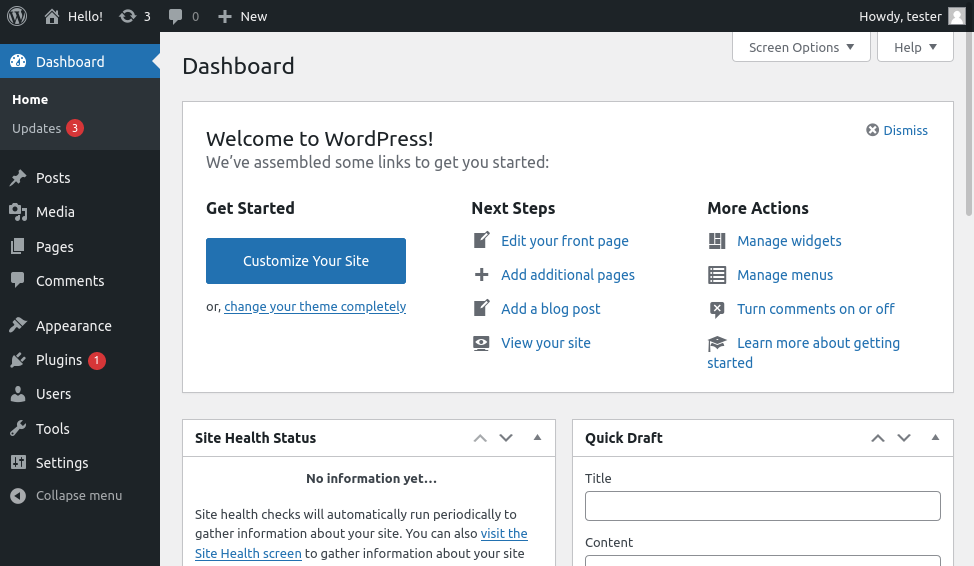 Hello! 3 0 New Howdy, tester
Dashboard
Home
Updates 3
Posts
Media
Pages
Comments
Appearance
Plugins 1
Users
Tools
Settings
Collapse menu
Screen Options Help
Dashboard
Welcome to WordPress!
Dismiss
We've assembled some links to get you started:
Get Started
Customize Your Site
or, change your theme completely
Next Steps
Edit your front page
Add additional pages
Add a blog post
View your site
More Actions
Manage widgets
Manage menus
Turn comments on or off
Learn more about getting
started
Site Health Status
No information yet…
Site health checks will automatically run periodically to
gather information about your site. You can also visit the
Site Health screen to gather information about your site
Quick Draft
Title
Content